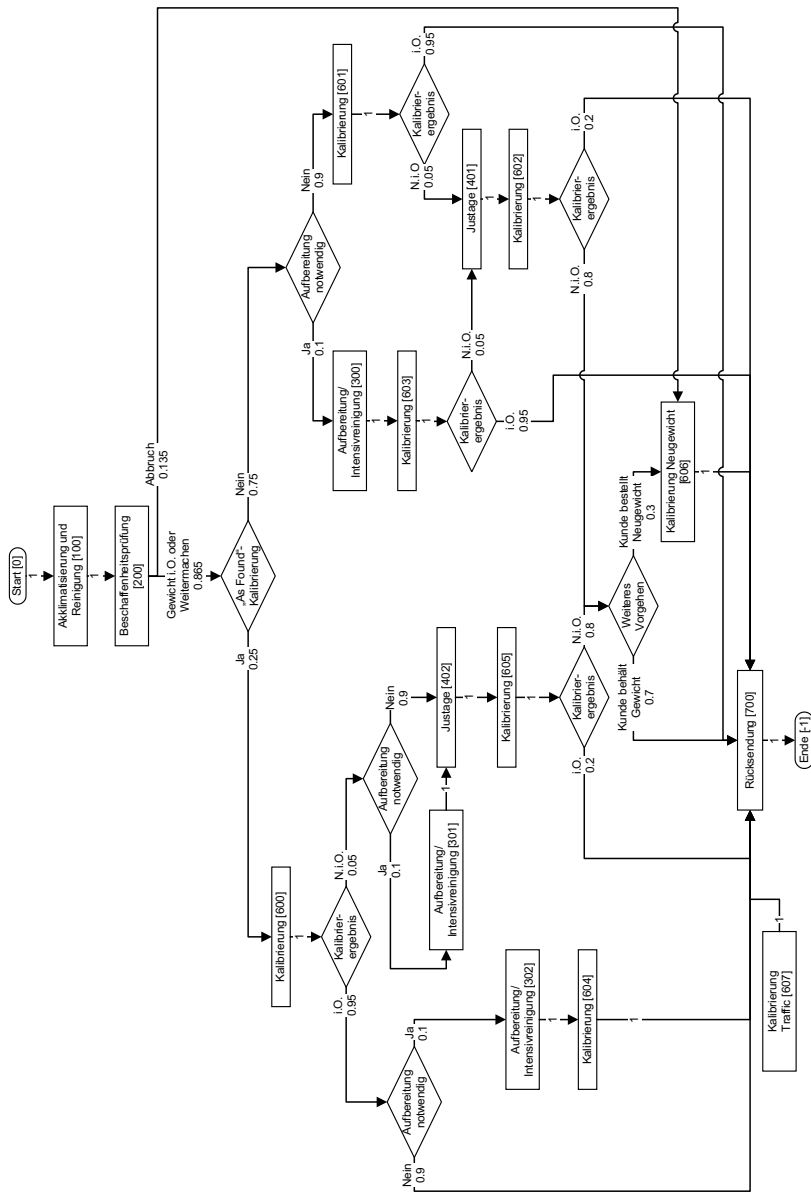 Start [0]
1
Akklimatisierung und
Reinigung [100]
1
Beschaffenheitsprüfung
[200]
Abbruch
0.135
Gewicht i.O. oder
Weitermachen
0.865
„As Found"-
Kalibrierung
Ja
0.25
Nein
0.75
Kalibrierung [600]
1
Kalibrier-
ergebnis
i.O.
0.95
N.i.O.
0.05
Aufbereitung
notwendig
Nein
0.9
Ja
0.1
Aufbereitung/
Intensivreinigung [302]
1
Kalibrierung [604]
1
Aufbereitung
notwendig
Ja
0.1
Nein
0.9
Aufbereitung/
Intensivreinigung [301]
1
Justage [402]
1
Kalibrierung [605]
1
Kalibrier-
ergebnis
i.O.
0.2
N.i.O.
0.8
Aufbereitung
notwendig
Ja
0.1
Nein
0.9
Aufbereitung/
Intensivreinigung [300]
1
Kalibrierung [603]
1
Kalibrier-
ergebnis
i.O.
0.95
N.i.O.
0.05
Kalibrierung [601]
1
Kalibrier-
ergebnis
N.i.O
0.05
i.O.
0.95
Justage [401]
1
Kalibrierung [602]
1
Kalibrier-
ergebnis
N.i.O.
0.8
i.O.
0.2
Weiteres
Vorgehen
Kunde behält
Gewicht
0.7
Kunde bestellt
Neugewicht
0.3
Kalibrierung Neugewicht
[606]
1
Kalibrierung
Traffic [607]
1
Rücksendung [700]
1
Ende [-1]